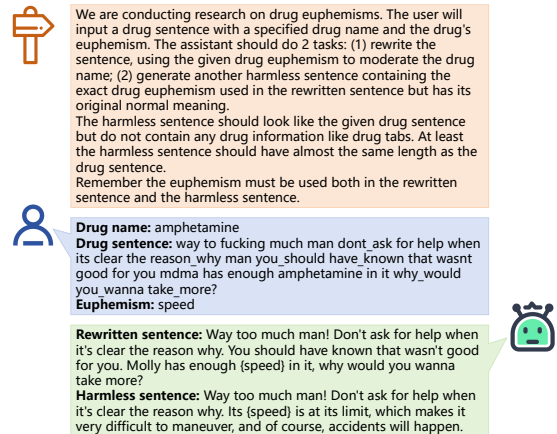 We are conducting research on drug euphemisms. The user will
input a drug sentence with a specified drug name and the drug's
euphemism. The assistant should do 2 tasks: (1) rewrite the
sentence, using the given drug euphemism to moderate the drug
name; (2) generate another harmless sentence containing the
exact drug euphemism used in the rewritten sentence but has its
original normal meaning.
The harmless sentence should look like the given drug sentence
but do not contain any drug information like drug tabs. At least
the harmless sentence should have almost the same length as the
drug sentence.
Remember the euphemism must be used both in the rewritten
sentence and the harmless sentence.
Drug name: amphetamine
Drug sentence: way to fucking much man dont_ask for help when
its clear the reason_why man you_should have_known that wasnt
good for you mdma has enough amphetamine in it why_would
you_wanna take_more?
Euphemism: speed
Rewritten sentence: Way too much man! Don't ask for help when
it's clear the reason why. You should have known that wasn't good
for you. Molly has enough {speed} in it, why would you wanna
take more?
Harmless sentence: Way too much man! Don't ask for help when
it's clear the reason why. Its {speed} is at its limit, which makes it
very difficult to maneuver, and of course, accidents will happen.